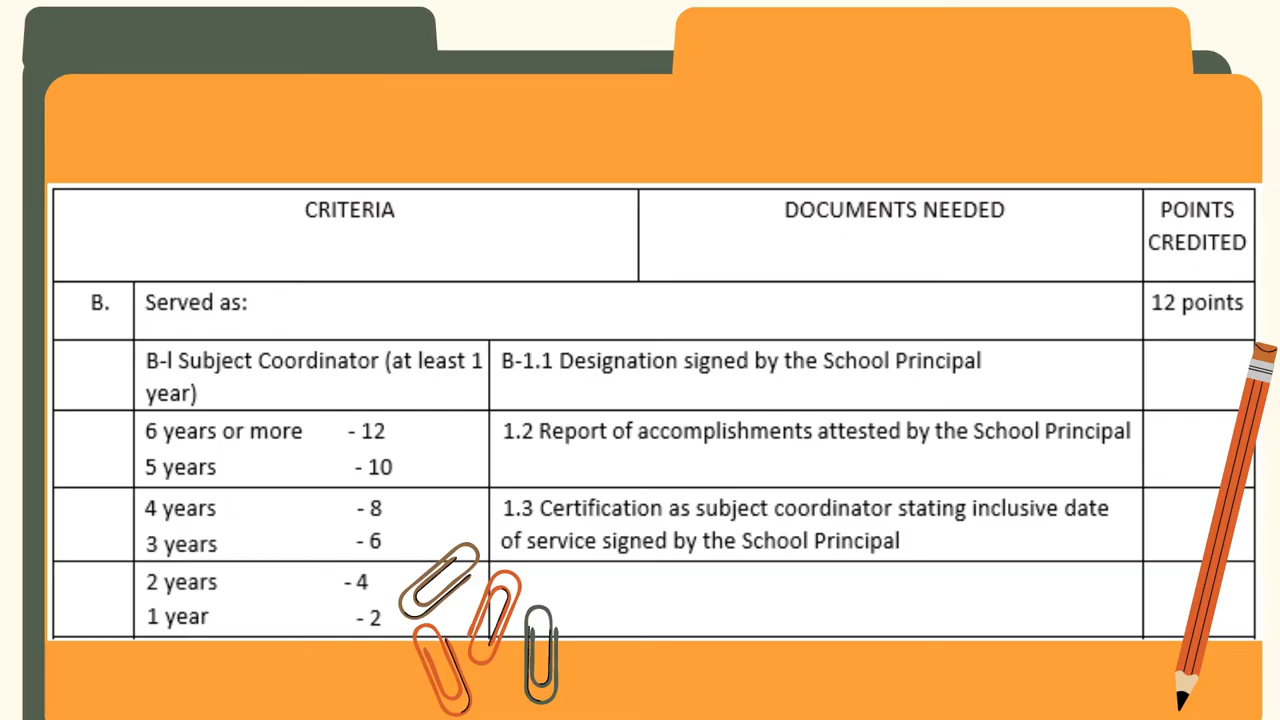 CRITERIA
DOCUMENTS NEEDED
POINTS
CREDITED
B.
Served as:
12 points
B-l Subject Coordinator (at least 1
year)
B-1.1 Designation signed by the School Principal
6 years or more - 12
5 years - 10
1.2 Report of accomplishments attested by the School Principal
4 years - 8
3 years - 6
1.3 Certification as subject coordinator stating inclusive date
of service signed by the School Principal
2 years - 4
1 year - 2